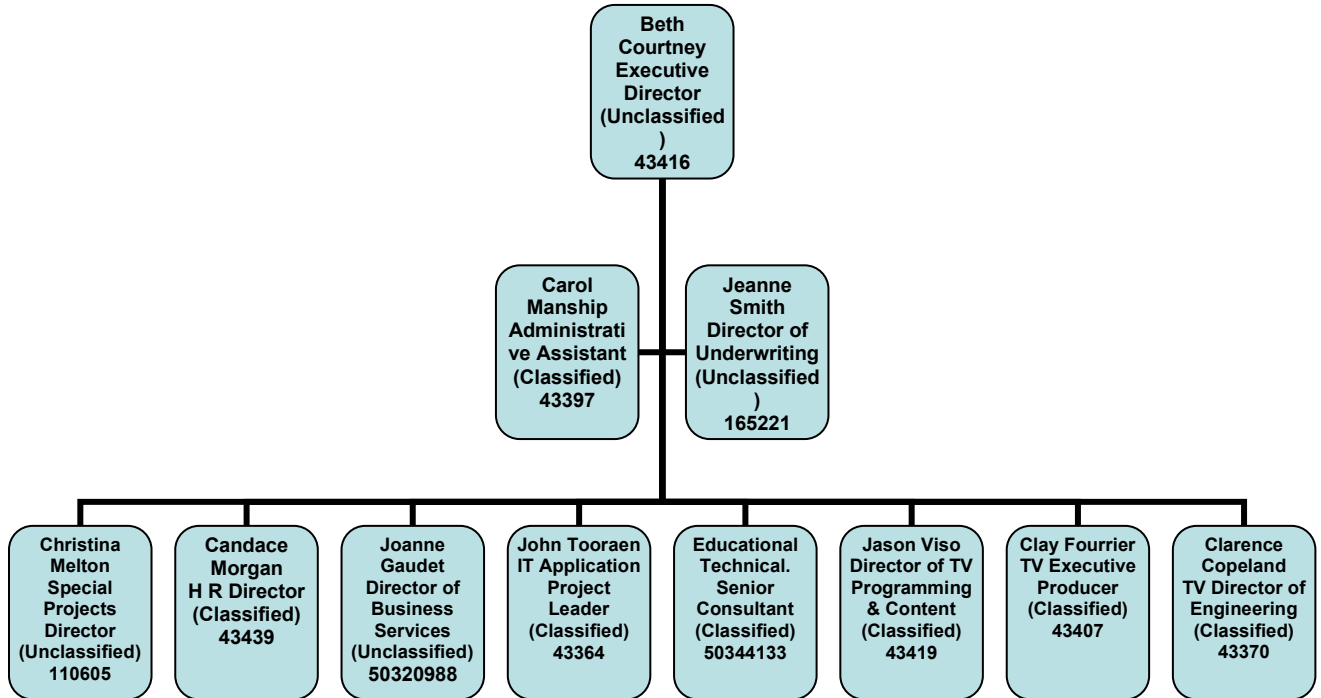 Beth
Courtney
Executive
Director
(Unclassified
)
43416
Carol
Manship
Administrati
ve Assistant
(Classified)
43397
Jeanne
Smith
Director of
Underwriting
(Unclassified
)
165221
Christina
Melton
Special
Projects
Director
(Unclassified)
110605
Candace
Morgan
H R Director
(Classified)
43439
Joanne
Gaudet
Director of
Business
Services
(Unclassified)
50320988
John Tooraen
IT Application
Project
Leader
(Classified)
43364
Educational
Technical.
Senior
Consultant
(Classified)
50344133
Jason Viso
Director of TV
Programming
& Content
(Classified)
43419
Clay Fourrier
TV Executive
Producer
(Classified)
43407
Clarence
Copeland
TV Director of
Engineering
(Classified)
43370